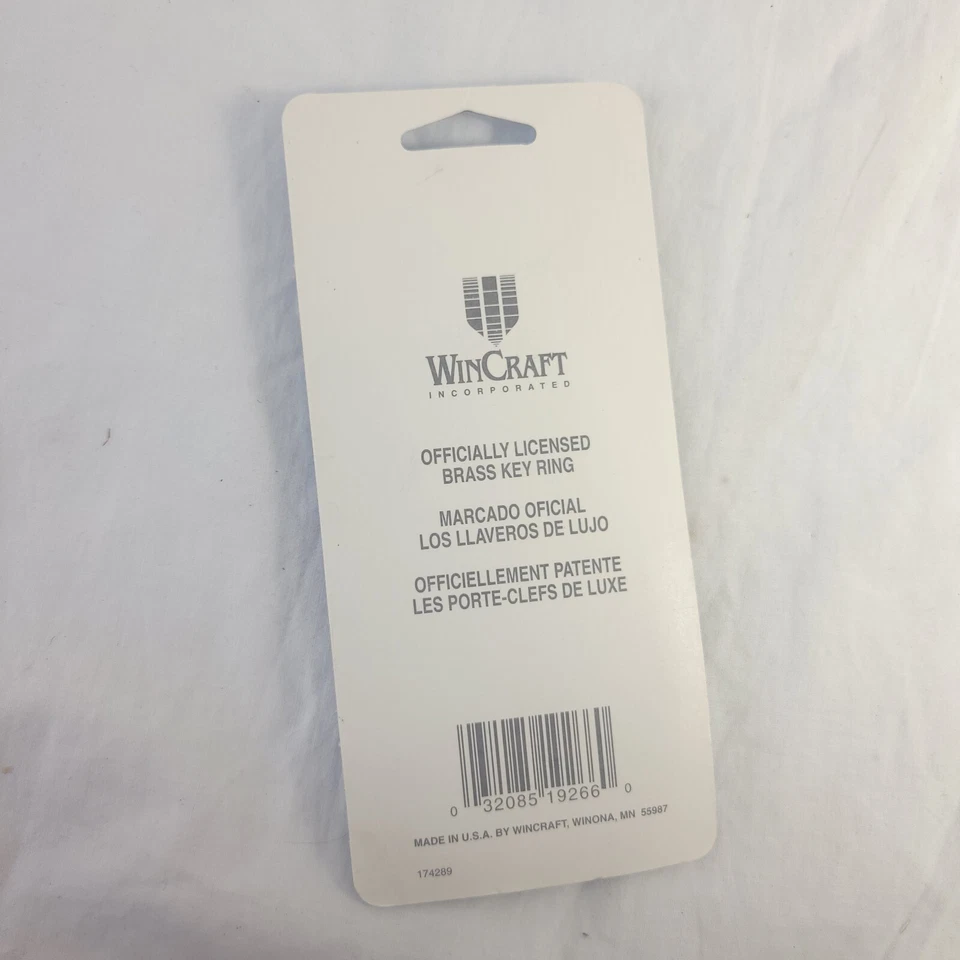 WINCRAFT
INCORPORATED
OFFICIALLY LICENSED
BRASS KEY RING
MARCADO OFICIAL
LOS LLAVEROS DE LUJO
OFFICIELLEMENT PATENTE
LES PORTE-CLEFS DE LUXE
0 32085 19266 0
MADE IN U.S.A. BY WINCRAFT, WINONA, MN 55987
174289